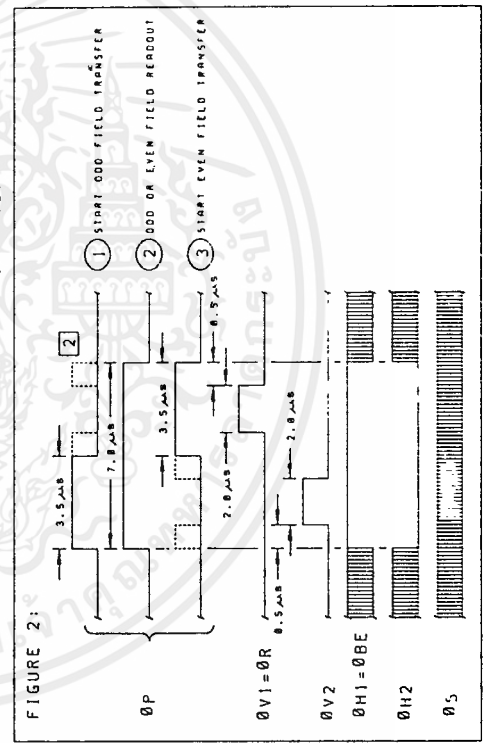 FIGURE 2:
ØP
3.5 µs
2
7.0 µs
3.5 µs
0.5 µs
1 START ODD FIELD TRANSFER
2 ODD OR EVEN FIELD READOUT
3 START EVEN FIELD TRANSFER
ØV1=ØR
2.0 µs
ØV2
0.5 µs
2.0 µs
ØH1=ØBE
ØH2
ØS